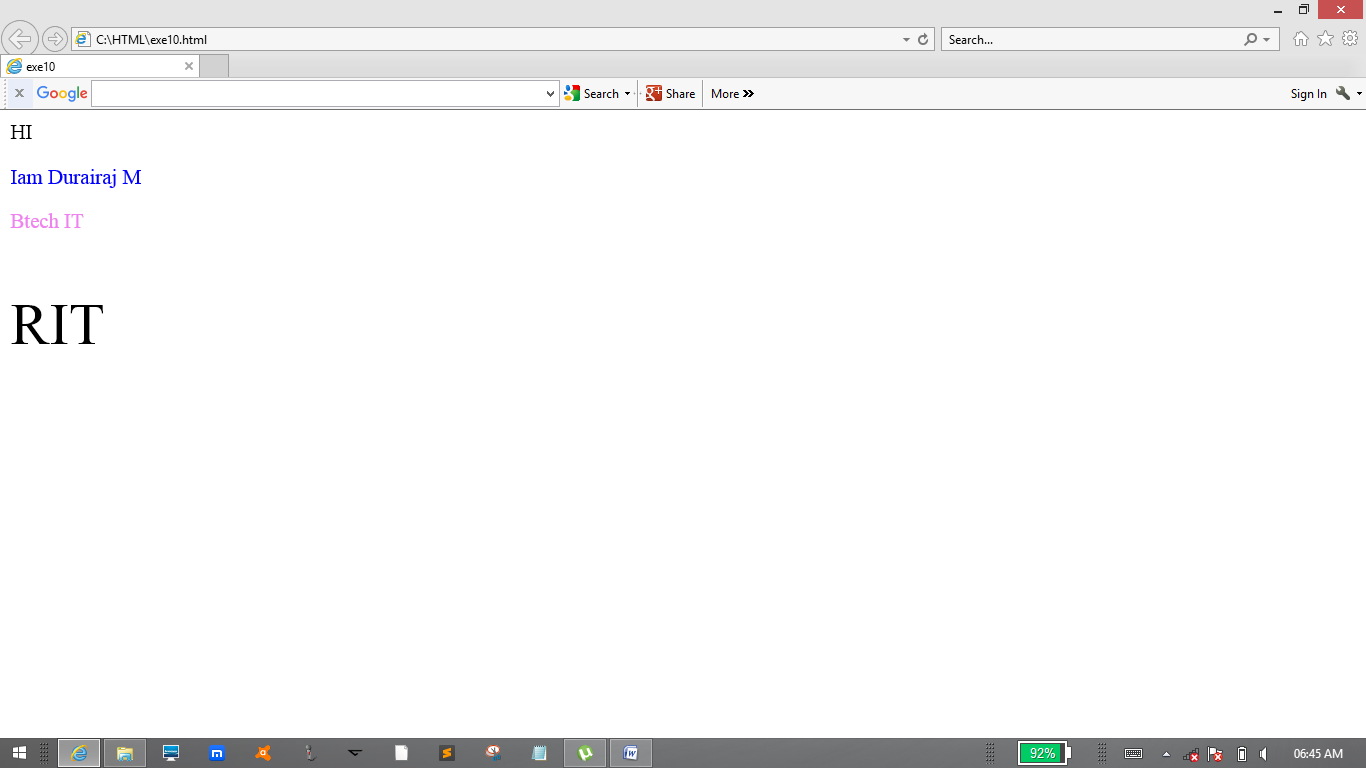 C:\HTML\exe10.html
Search...
exe10
Google
Search
Share
More
Sign In
HI
Iam Durairaj M
Btech IT
RIT
92%
06:45 AM